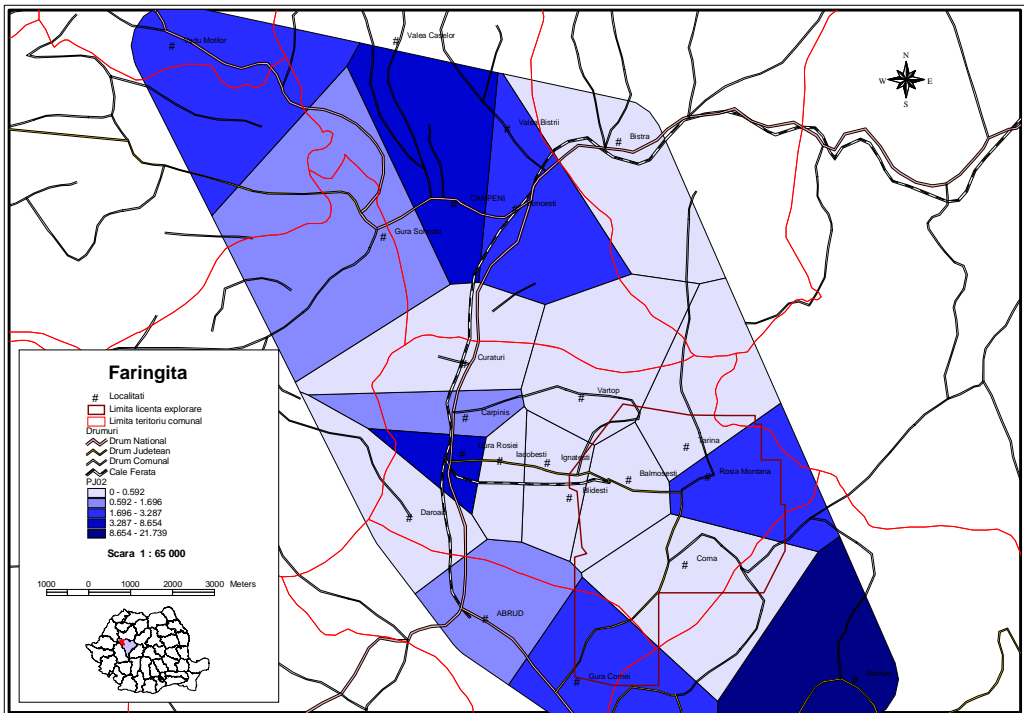 Vadu Motilor
Valea Caselor
N
W
E
S
Valea Bistrii
Bistra
CAMPENI
Boncesti
Gura Sohodol
Curaturi
Vartop
Carpinis
Gura Rosiei
Iacobesti
Ignatesti
Tarina
Balmosesti
Rosia Montana
Blidesti
Daroaia
Corna
ABRUD
Gura Cornei
Faringita
# Localitati
Limita licenta explorare
Limita teritoriu comunal
Drumuri
Drum National
Drum Judetean
Drum Comunal
Cale Ferata
PJ02
0 - 0.592
0.592 - 1.696
1.696 - 3.287
3.287 - 8.654
8.654 - 21.739
Scara 1 : 65 000
1000 0 1000 2000 3000 Meters